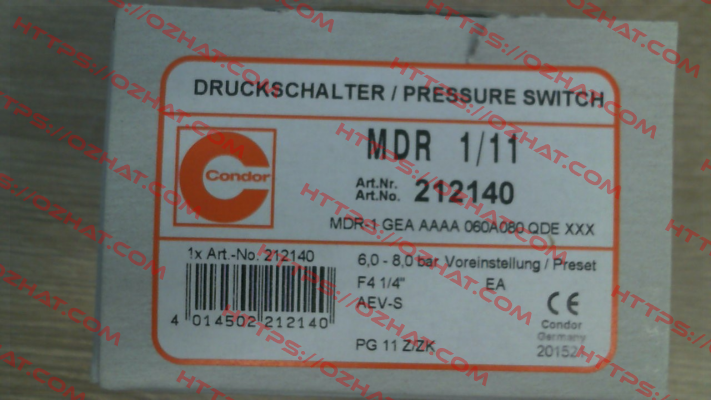 DRUCKSCHALTER / PRESSURE SWITCH
MDR 1/11
Condor
Art.Nr.
Art.No. 212140
MDR-1 GEA AAAA 060A080 QDE XXX
1x Art.-No. 212140
6,0 - 8,0 bar Voreinstellung / Preset
F4 1/4" EA
AEV-S
CE
4 014502 212140
Condor
Germany
PG 11 Z/ZK
HTTPS://OZHAT.COM